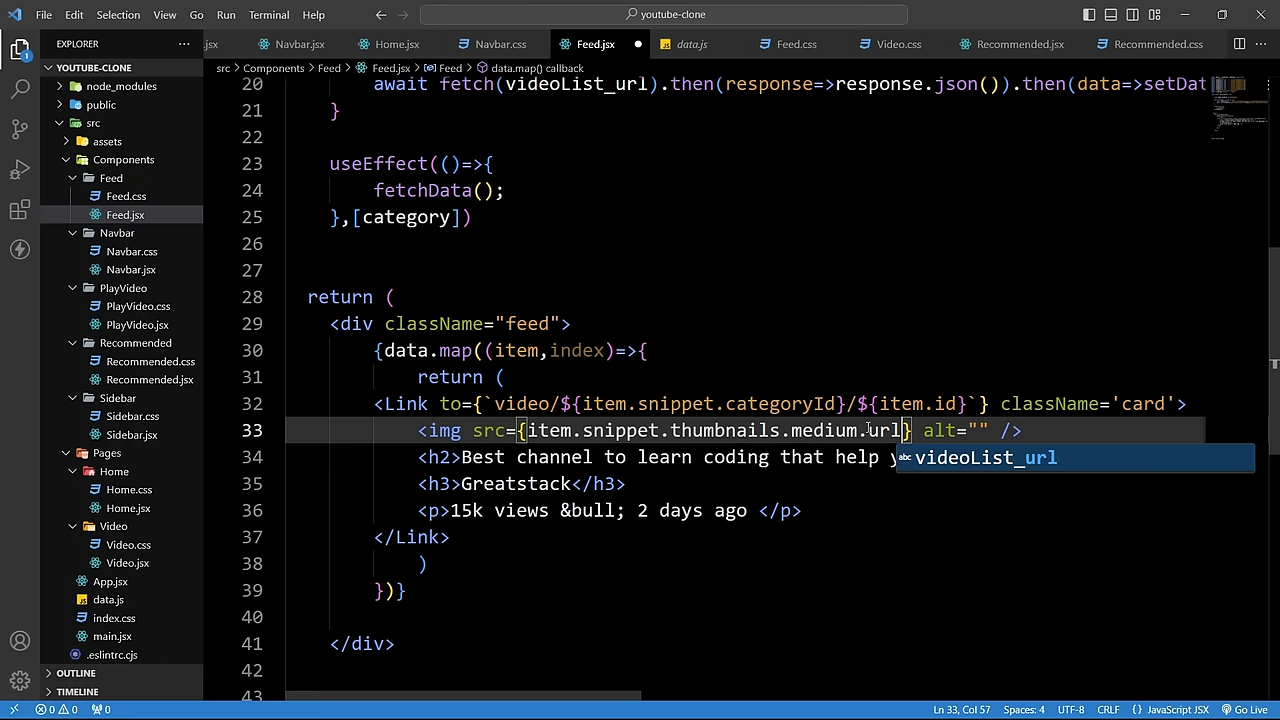 File Edit Selection View Go Run Terminal Help
youtube-clone
EXPLORER
.jsx Navbar.jsx Home.jsx Navbar.css Feed.jsx data.js Feed.css Video.css Recommended.jsx Recommended.css
YOUTUBE-CLONE
node_modules
public
src
assets
Components
Feed
Feed.css
Feed.jsx
Navbar
Navbar.css
Navbar.jsx
PlayVideo
PlayVideo.css
PlayVideo.jsx
Recommended
Recommended.css
Recommended.jsx
Sidebar
Sidebar.css
Sidebar.jsx
Pages
Home
Home.css
Home.jsx
Video
Video.css
Video.jsx
App.jsx
data.js
index.css
main.jsx
.eslintrc.cjs
OUTLINE
TIMELINE
1
src > Components > Feed > Feed.jsx > Feed > data.map() callback
20 await fetch(videoList_url).then(response=>response.json()).then(data=>setDat
21 }
22
23 useEffect(()=>{
24 fetchData();
25 },[category])
26
27
28 return (
29 <div className="feed">
30 {data.map((item,index)=>{
31 return (
32 <Link to={`video/${item.snippet.categoryId}/${item.id}`} className='card'>
33 <img src={item.snippet.thumbnails.medium.url} alt="" />
34 <h2>Best channel to learn coding that help y
abc videoList_url
35 <h3>Greatstack</h3>
36 <p>15k views &bull; 2 days ago </p>
37 </Link>
38 )
39 })}
40
41 </div>
42
43
0 0 0 Ln 33, Col 57 Spaces: 4 UTF-8 CRLF {} JavaScript JSX Go Live